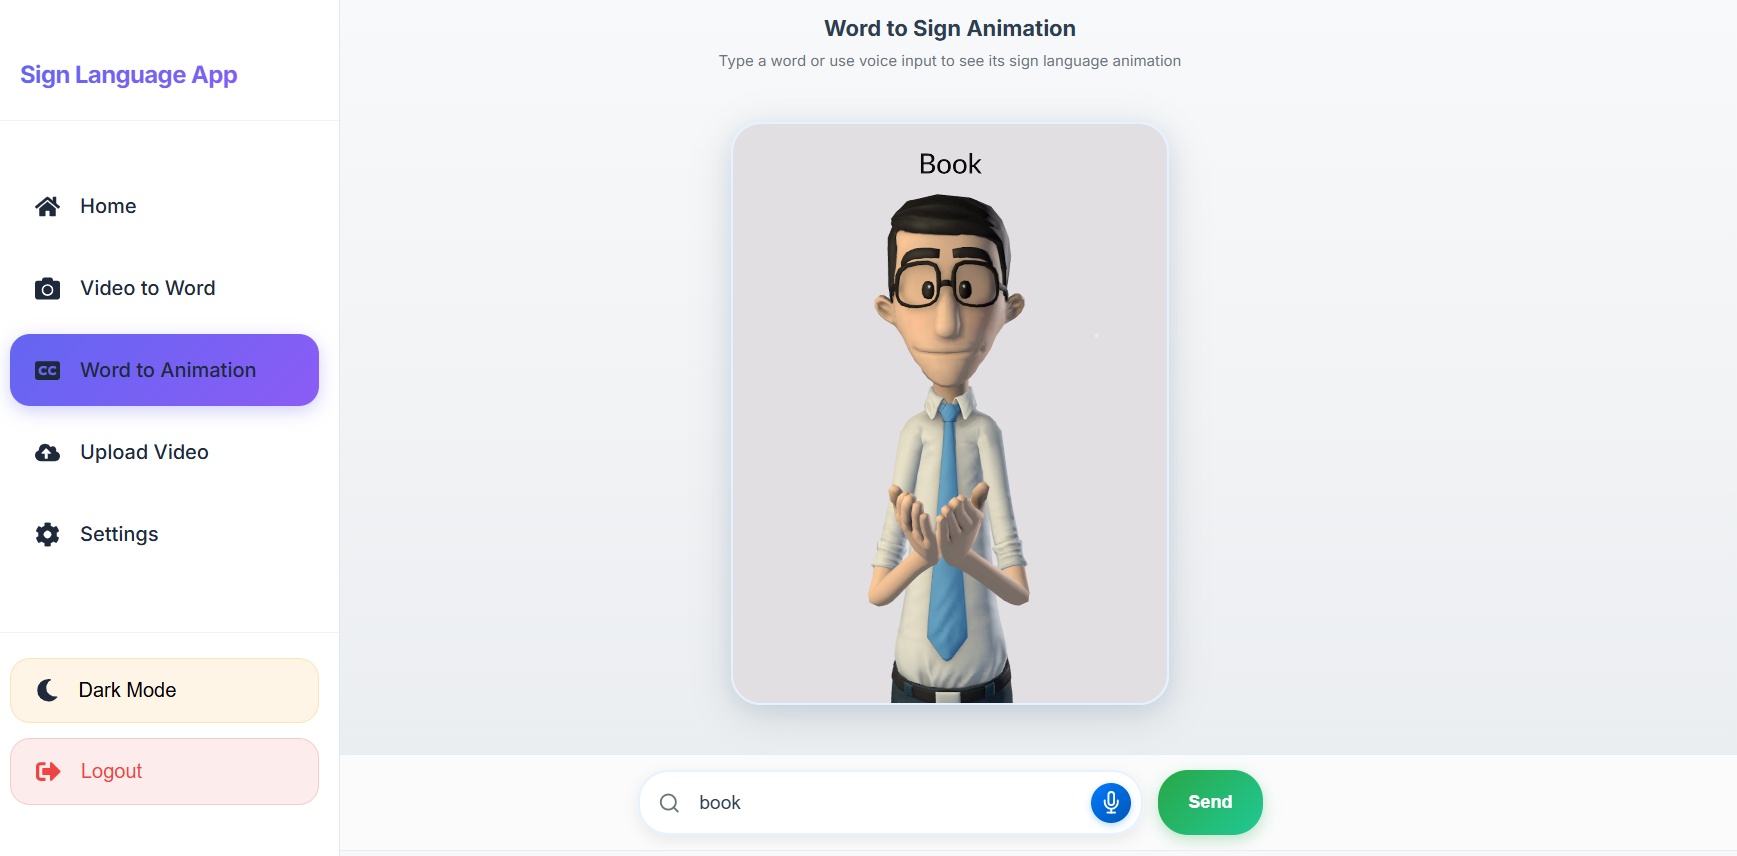 Sign Language App
Home
Video to Word
CC Word to Animation
Upload Video
Settings
Dark Mode
Logout
Word to Sign Animation
Type a word or use voice input to see its sign language animation
Book
book
Send